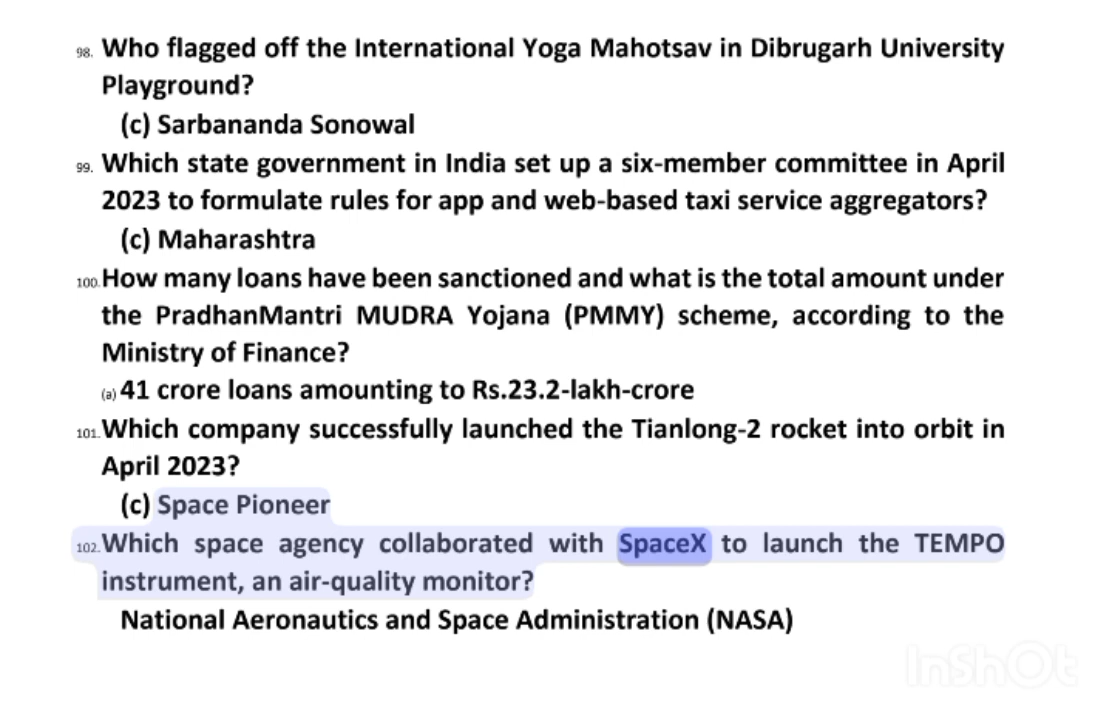 98. Who flagged off the International Yoga Mahotsav in Dibrugarh University
Playground?
(c) Sarbananda Sonowal
99. Which state government in India set up a six-member committee in April
2023 to formulate rules for app and web-based taxi service aggregators?
(c) Maharashtra
100. How many loans have been sanctioned and what is the total amount under
the PradhanMantri MUDRA Yojana (PMMY) scheme, according to the
Ministry of Finance?
(a) 41 crore loans amounting to Rs.23.2-lakh-crore
101. Which company successfully launched the Tianlong-2 rocket into orbit in
April 2023?
(c) Space Pioneer
102. Which space agency collaborated with SpaceX to launch the TEMPO
instrument, an air-quality monitor?
National Aeronautics and Space Administration (NASA)
InShOt